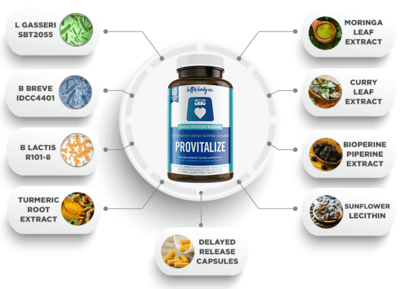 L GASSERI
SBT2055
MORINGA
LEAF
EXTRACT
better body co.
B BREVE
IDCC4401
CURRY
LEAF
EXTRACT
PROVITALIZE
B LACTIS
R101-8
BIOPERINE
PIPERINE
EXTRACT
TURMERIC
ROOT
EXTRACT
SUNFLOWER
LECITHIN
DELAYED
RELEASE
CAPSULES